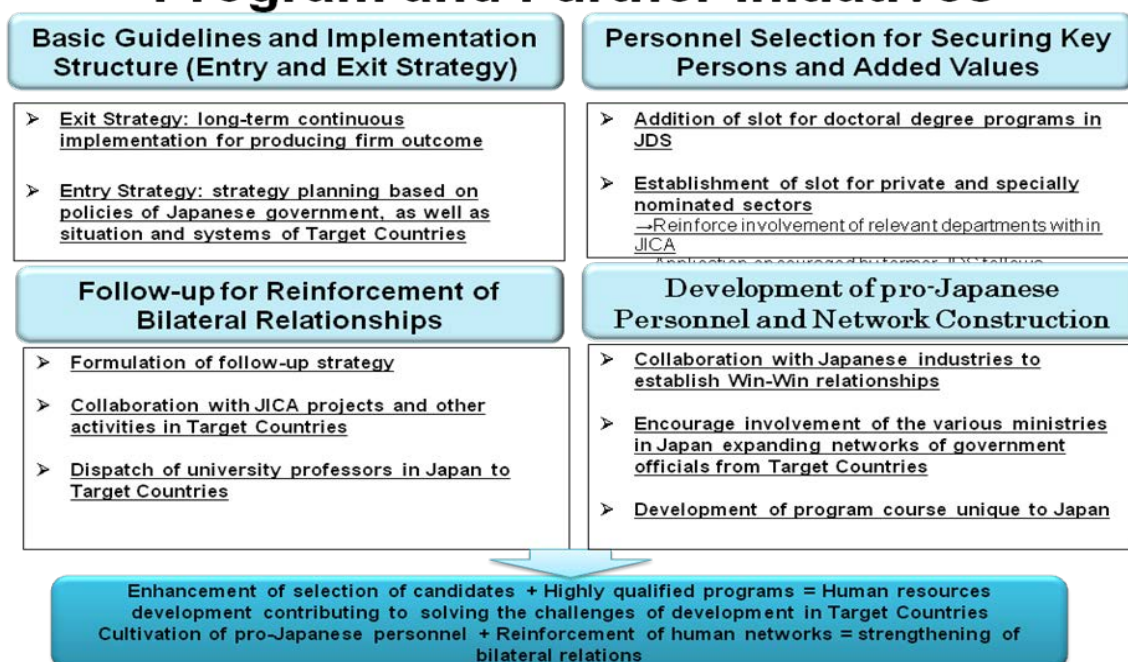 Program and Further Initiatives
Basic Guidelines and Implementation
Structure (Entry and Exit Strategy)
➢ Exit Strategy: long-term continuous
implementation for producing firm outcome
➢ Entry Strategy: strategy planning based on
policies of Japanese government, as well as
situation and systems of Target Countries
Personnel Selection for Securing Key
Persons and Added Values
➢ Addition of slot for doctoral degree programs in
JDS
➢ Establishment of slot for private and specially
nominated sectors
→Reinforce involvement of relevant departments within
JICA
Application encouraged by former JDS fellows
Follow-up for Reinforcement of
Bilateral Relationships
➢ Formulation of follow-up strategy
➢ Collaboration with JICA projects and other
activities in Target Countries
➢ Dispatch of university professors in Japan to
Target Countries
Development of pro-Japanese
Personnel and Network Construction
➢ Collaboration with Japanese industries to
establish Win-Win relationships
➢ Encourage involvement of the various ministries
in Japan expanding networks of government
officials from Target Countries
➢ Development of program course unique to Japan
Enhancement of selection of candidates + Highly qualified programs = Human resources
development contributing to solving the challenges of development in Target Countries
Cultivation of pro-Japanese personnel + Reinforcement of human networks = strengthening of
bilateral relations